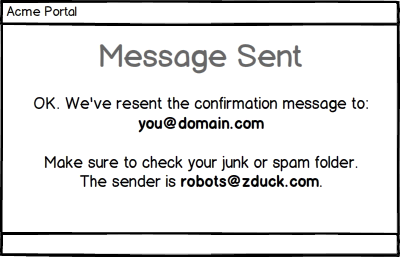 Acme Portal
Message Sent
OK. We've resent the confirmation message to:
you@domain.com
Make sure to check your junk or spam folder.
The sender is robots@zduck.com.